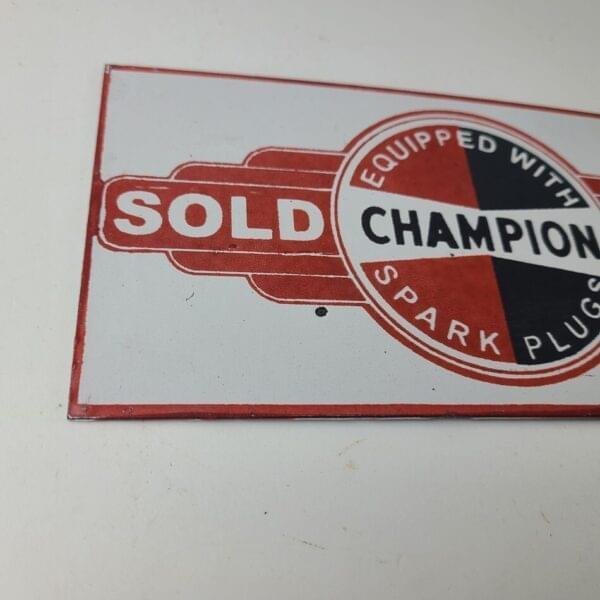 EQUIPPED WITH
SOLD
CHAMPION
SPARK PLUGS